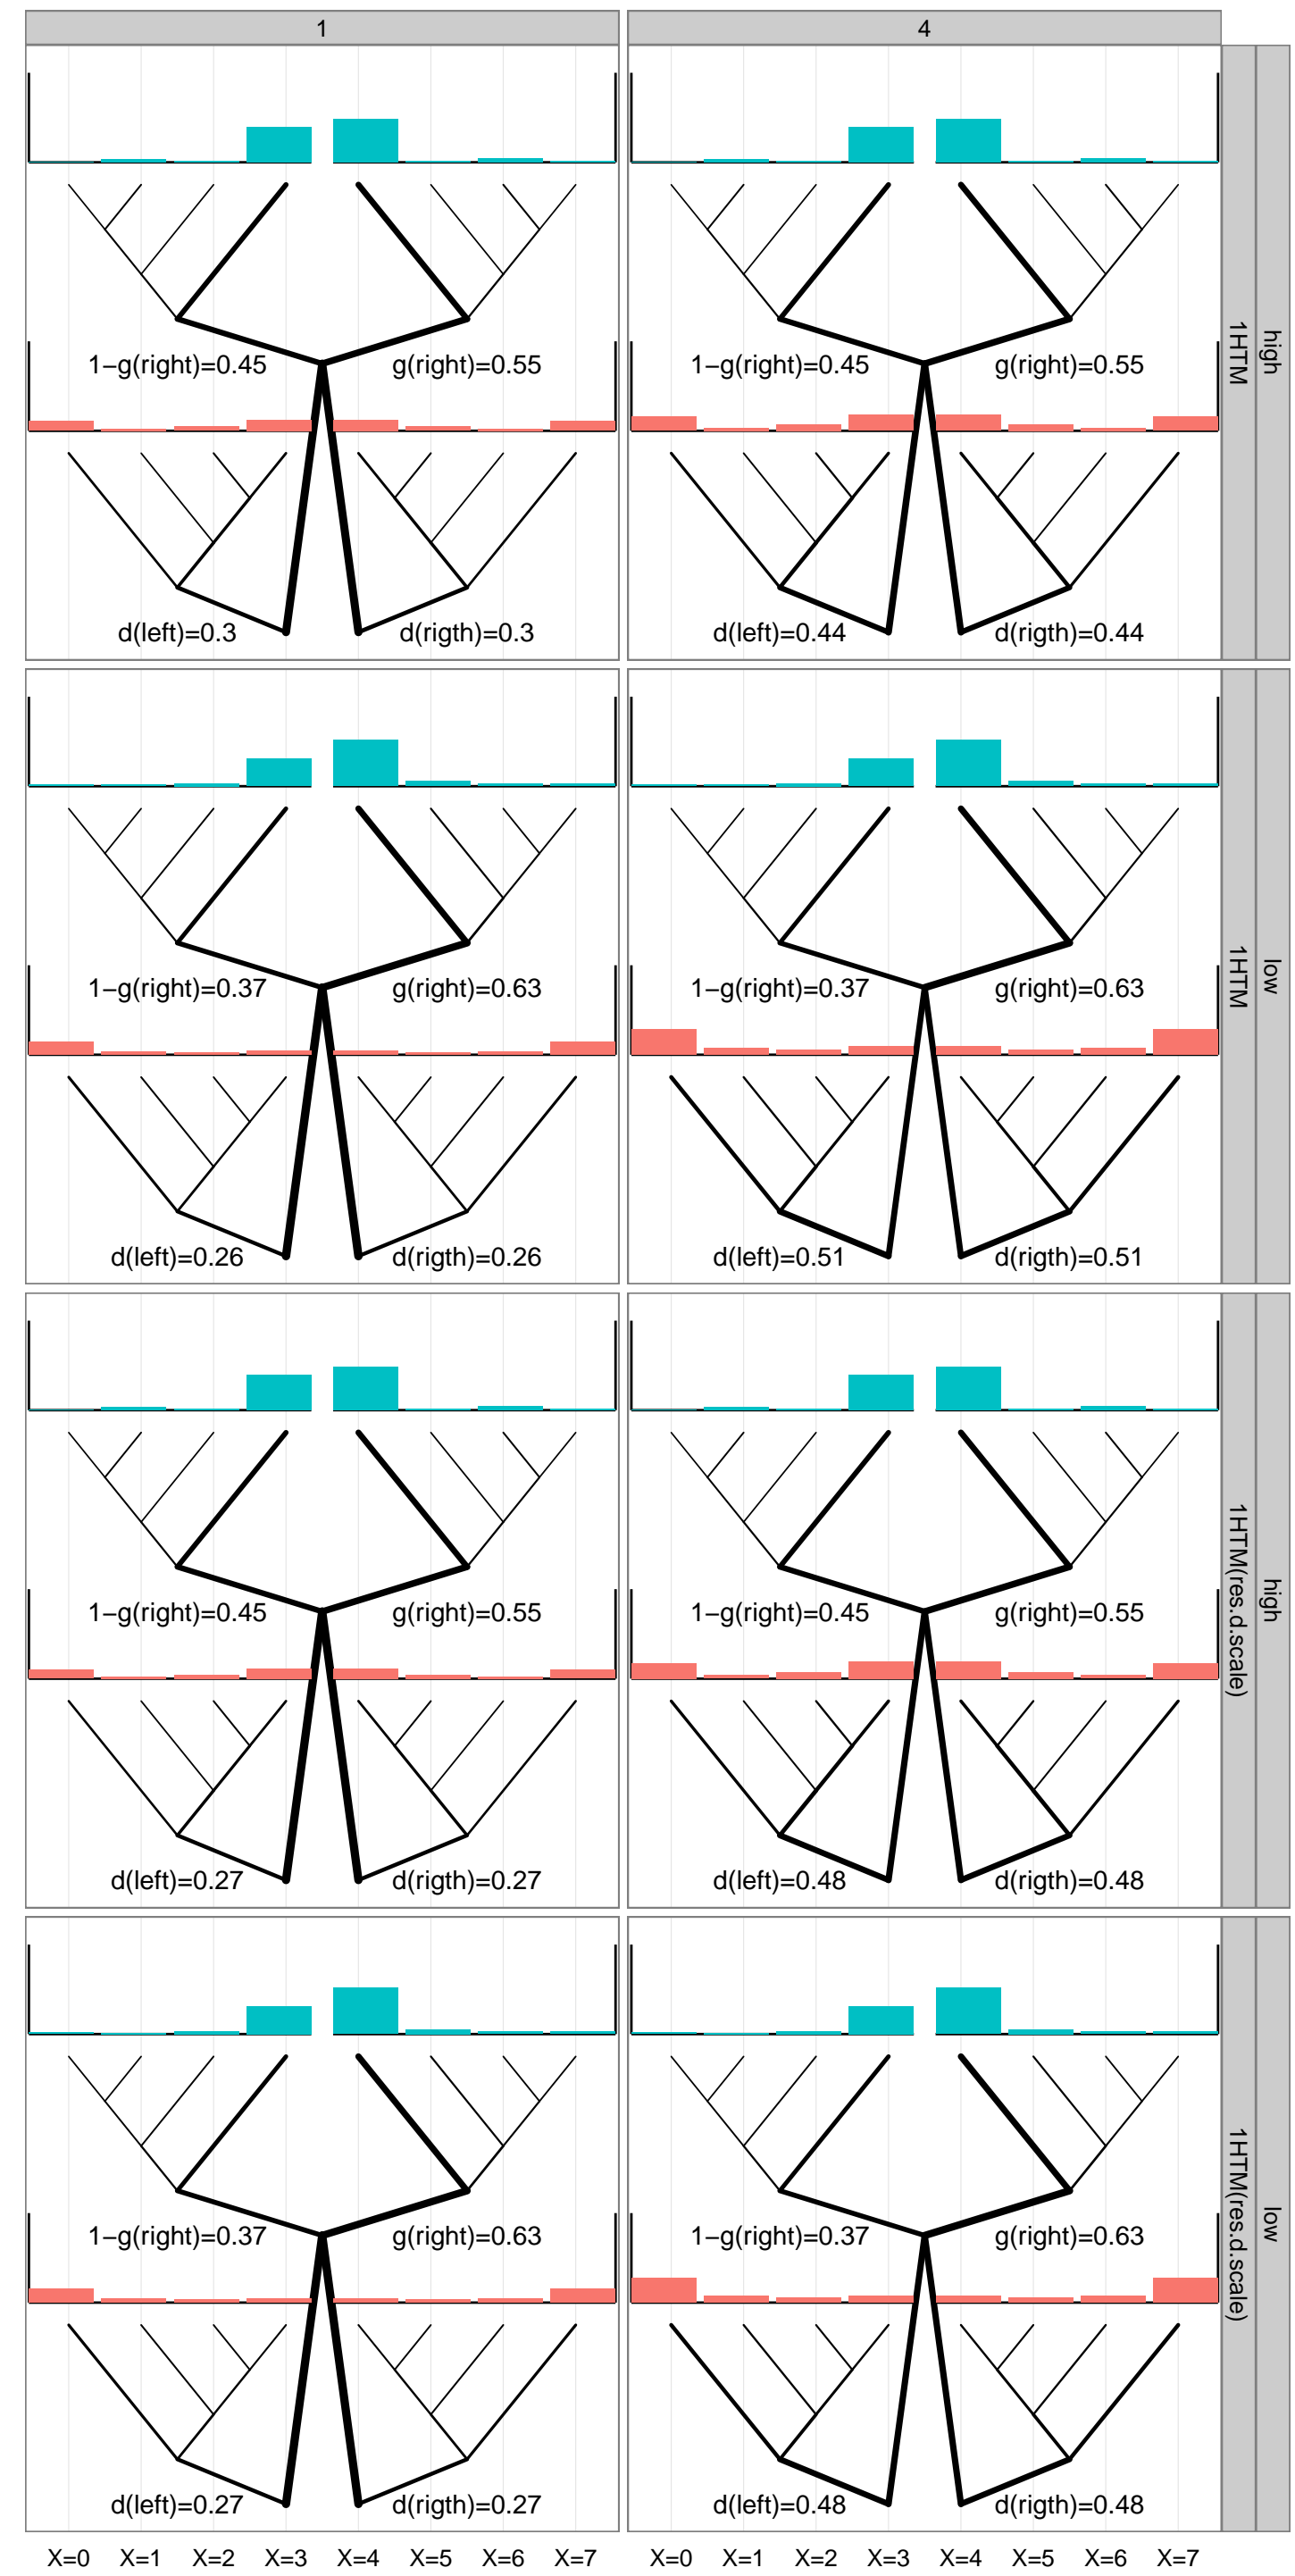 1 4
1−g(right)=0.45 g(right)=0.55 1−g(right)=0.45 g(right)=0.55
d(left)=0.3 d(rigth)=0.3 d(left)=0.44 d(rigth)=0.44
1HTM high
1−g(right)=0.37 g(right)=0.63 1−g(right)=0.37 g(right)=0.63
d(left)=0.26 d(rigth)=0.26 d(left)=0.51 d(rigth)=0.51
1HTM low
1−g(right)=0.45 g(right)=0.55 1−g(right)=0.45 g(right)=0.55
d(left)=0.27 d(rigth)=0.27 d(left)=0.48 d(rigth)=0.48
1HTM(res.d.scale) high
1−g(right)=0.37 g(right)=0.63 1−g(right)=0.37 g(right)=0.63
d(left)=0.27 d(rigth)=0.27 d(left)=0.48 d(rigth)=0.48
1HTM(res.d.scale) low
X=0 X=1 X=2 X=3 X=4 X=5 X=6 X=7 X=0 X=1 X=2 X=3 X=4 X=5 X=6 X=7